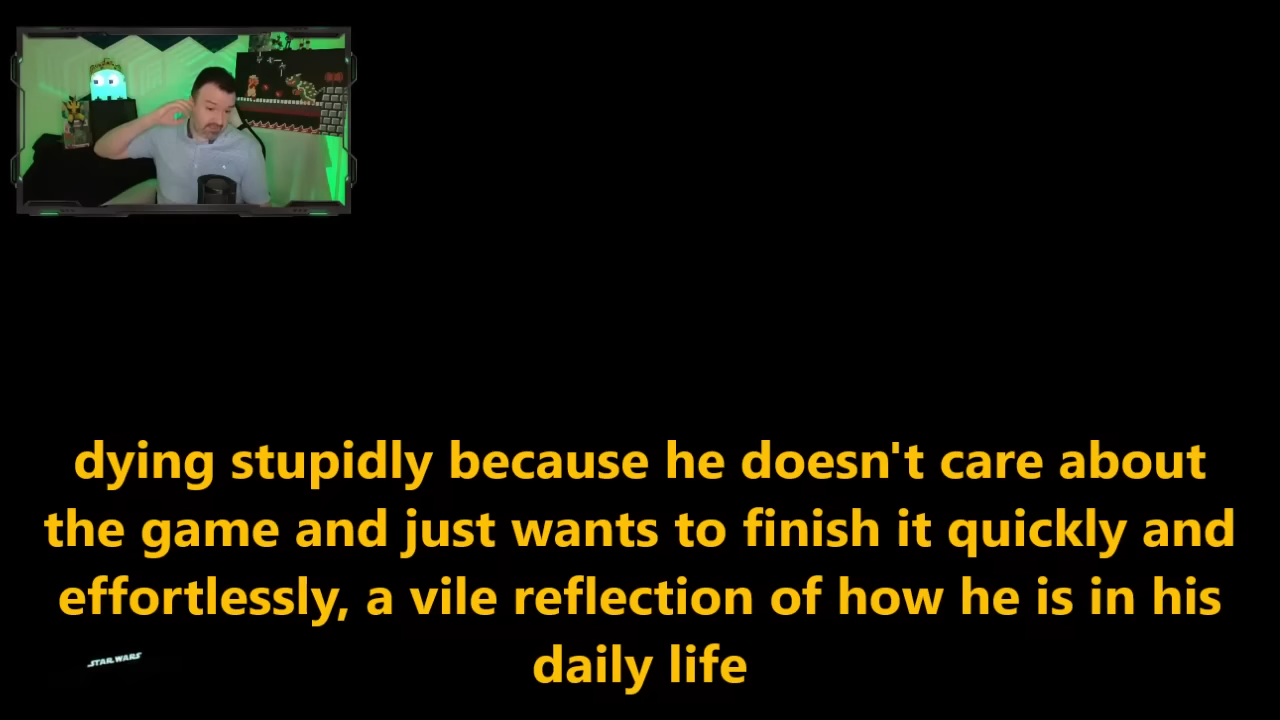 dying stupidly because he doesn't care about
the game and just wants to finish it quickly and
effortlessly, a vile reflection of how he is in his
daily life
STAR WARS